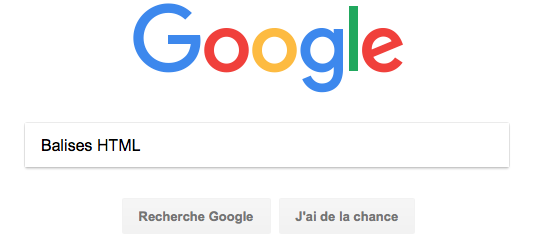 Google
Balises HTML
Recherche Google
J'ai de la chance